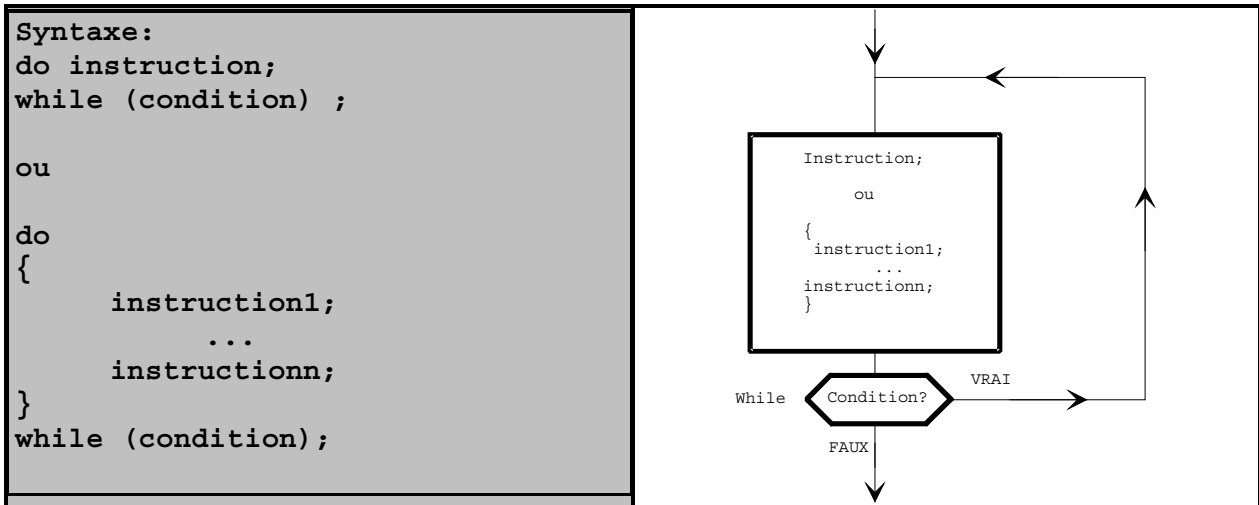 Syntaxe:
do instruction;
while (condition) ;
ou
do
{
instruction1;
...
instructionn;
}
while (condition);
Instruction;
ou
{
instruction1;
...
instructionn;
}
While
Condition?
VRAI
FAUX